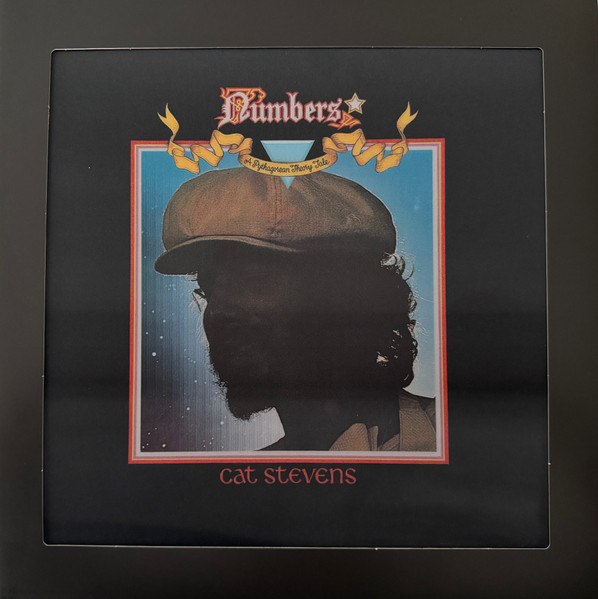 Numbers
A Pythagorean Theory Tale
cat stevens